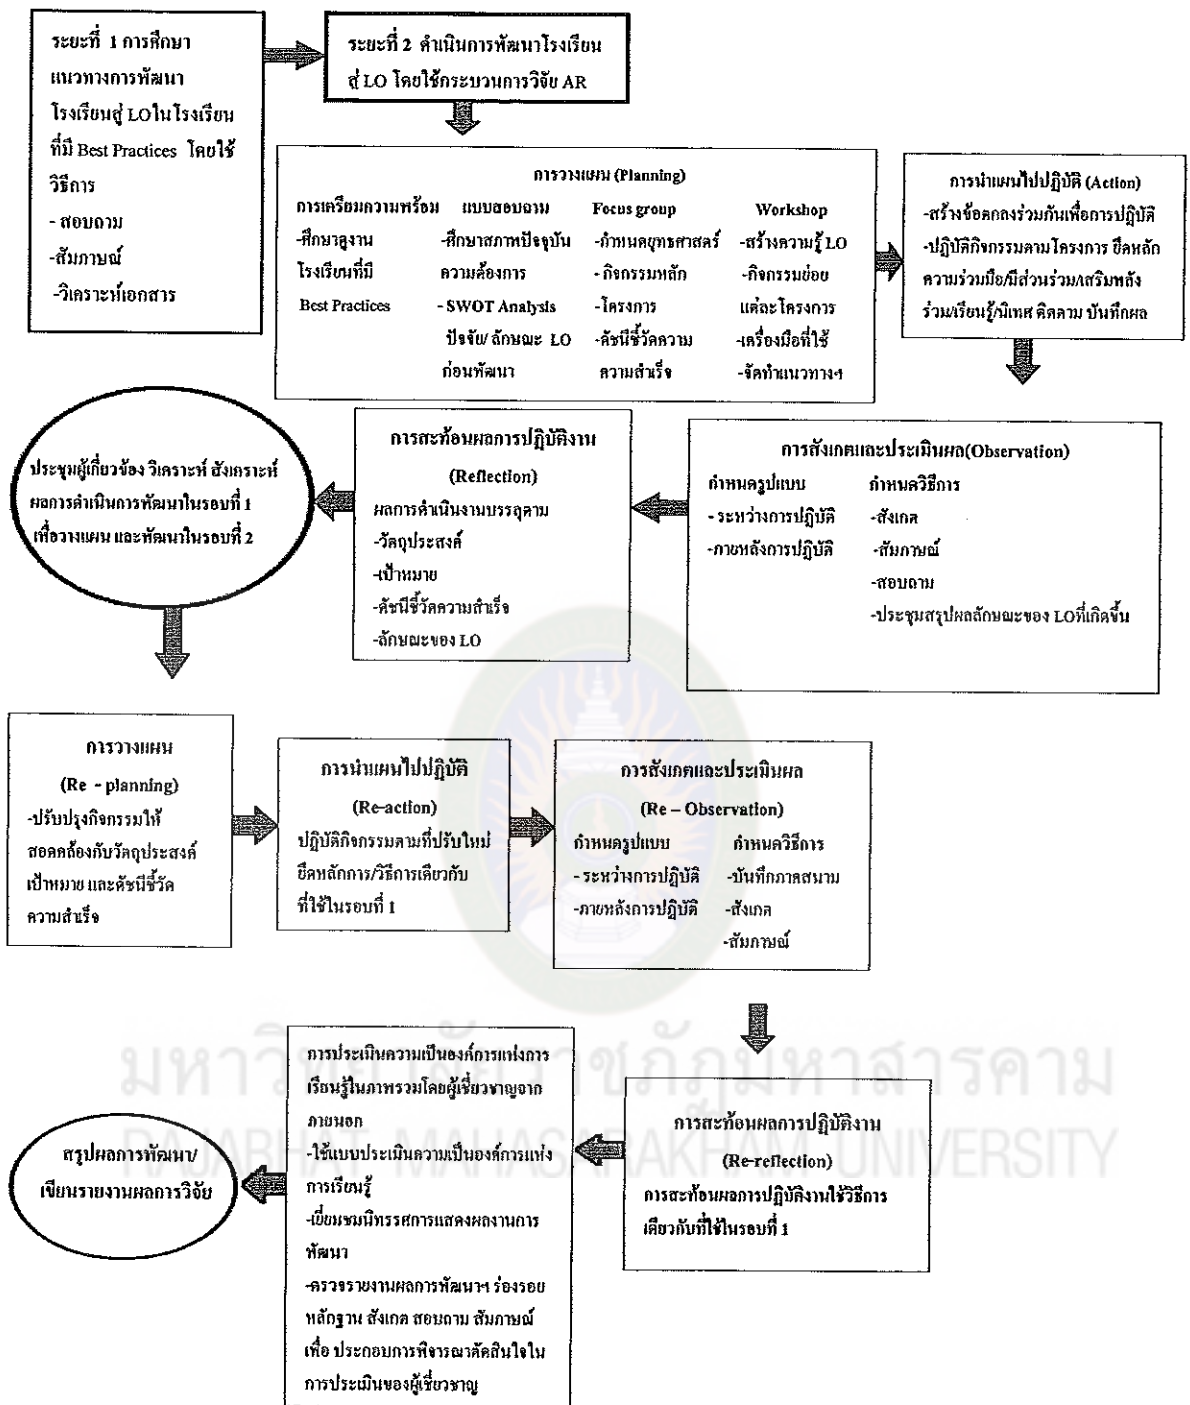 ระยะที่ 1 การศึกษา
แนวทางการพัฒนา
โรงเรียนสู่ LOในโรงเรียน
ที่มี Best Practices โดยใช้
วิธีการ
- สอบถาม
-สัมภาษณ์
-วิเคราะห์เอกสาร
ระยะที่ 2 ดำเนินการพัฒนาโรงเรียน
สู่ LO โดยใช้กระบวนการวิจัย AR
การวางแผน (Planning)
การเตรียมความพร้อม
-ศึกษาดูงาน
โรงเรียนที่มี
Best Practices
แบบสอบถาม
-ศึกษาสภาพปัจจุบัน
ความต้องการ
- SWOT Analysis
ปัจจัย/ ลักษณะ LO
ก่อนพัฒนา
Focus group
-กำหนดยุทธศาสตร์
- กิจกรรมหลัก
-โครงการ
-ดัชนีชี้วัดความ
ความสำเร็จ
Workshop
-สร้างความรู้ LO
-กิจกรรมย่อย
แต่ละโครงการ
-เครื่องมือที่ใช้
-จัดทำแนวทางฯ
การนำแผนไปปฏิบัติ (Action)
-สร้างข้อตกลงร่วมกันเพื่อการปฏิบัติ
-ปฏิบัติกิจกรรมตามโครงการ ยึดหลัก
ความร่วมมือ/มีส่วนร่วม/เสริมพลัง
ร่วม/เรียนรู้/นิเทศ ติดตาม บันทึกผล
การสังเกตและประเมินผล(Observation)
กำหนดรูปแบบ
- ระหว่างการปฏิบัติ
-ภายหลังการปฏิบัติ
กำหนดวิธีการ
-สังเกต
-สัมภาษณ์
-สอบถาม
-ประชุมสรุปผลลักษณะของ LOที่เกิดขึ้น
การสะท้อนผลการปฏิบัติงาน
(Reflection)
ผลการดำเนินงานบรรลุตาม
-วัตถุประสงค์
-เป้าหมาย
-ดัชนีชี้วัดความสำเร็จ
-ลักษณะของ LO
ประชุมผู้เกี่ยวข้อง วิเคราะห์ สังเคราะห์
ผลการดำเนินการพัฒนาในรอบที่ 1
เพื่อวางแผน และพัฒนาในรอบที่ 2
การวางแผน
(Re - planning)
-ปรับปรุงกิจกรรมให้
สอดคล้องกับวัตถุประสงค์
เป้าหมาย และดัชนีชี้วัด
ความสำเร็จ
การนำแผนไปปฏิบัติ
(Re-action)
ปฏิบัติกิจกรรมตามที่ปรับใหม่
ยึดหลักการ/วิธีการเดียวกับ
ที่ใช้ในรอบที่ 1
การสังเกตและประเมินผล
(Re – Observation)
กำหนดรูปแบบ
- ระหว่างการปฏิบัติ
-ภายหลังการปฏิบัติ
กำหนดวิธีการ
-บันทึกภาคสนาม
-สังเกต
-สัมภาษณ์
การสะท้อนผลการปฏิบัติงาน
(Re-reflection)
การสะท้อนผลการปฏิบัติงานใช้วิธีการ
เดียวกับที่ใช้ในรอบที่ 1
การประเมินความเป็นองค์การแห่งการ
เรียนรู้ในภาพรวมโดยผู้เชี่ยวชาญจาก
ภายนอก
-ใช้แบบประเมินความเป็นองค์การแห่ง
การเรียนรู้
-เยี่ยมชมนิทรรศการแสดงผลงานการ
พัฒนา
-ตรวจรายงานผลการพัฒนาฯ ร่องรอย
หลักฐาน สังเกต สอบถาม สัมภาษณ์
เพื่อ ประกอบการพิจารณาตัดสินใจใน
การประเมินของผู้เชี่ยวชาญ
สรุปผลการพัฒนา/
เขียนรายงานผลการวิจัย
มหาวิทยาลัยราชภัฏมหาสารคาม
RAJABHAT MAHASARAKHAM UNIVERSITY